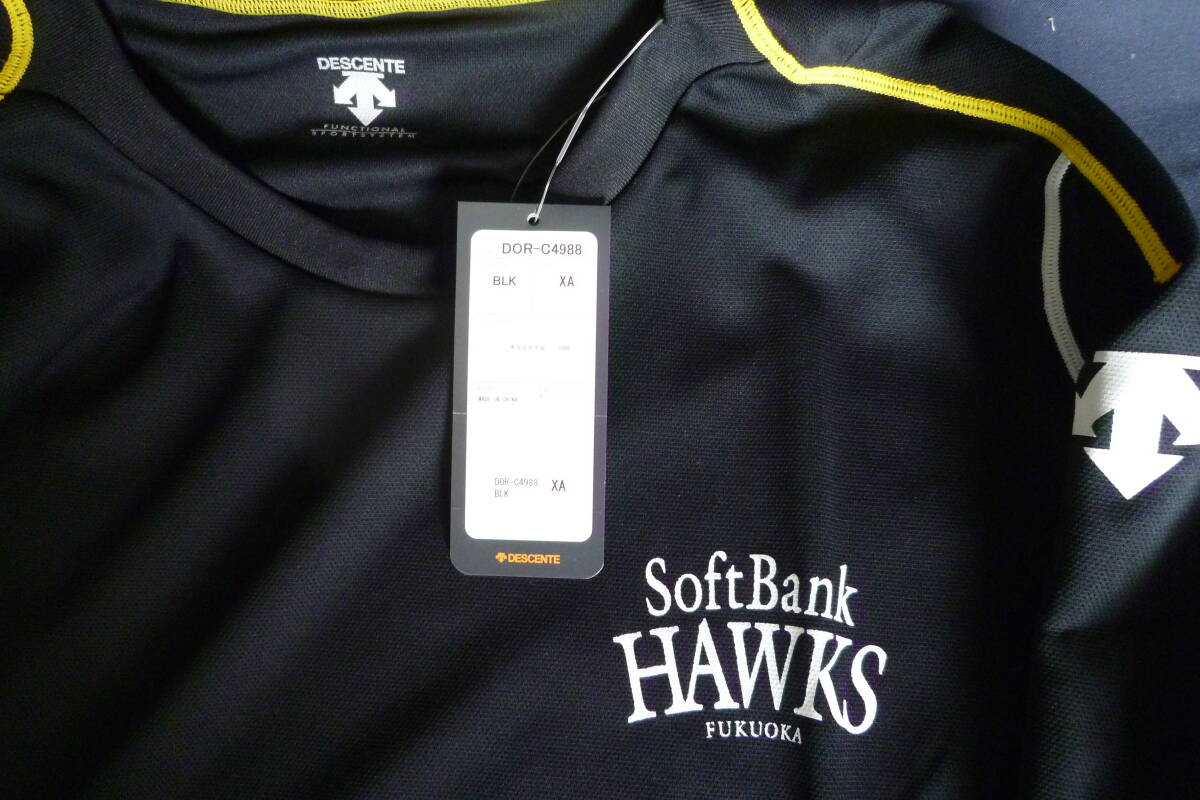 DESCENTE
FUNCTIONAL
SPORTSYSTEM
DOR-C4988
BLK XA
MADE IN CHINA
DOR-C4988
BLK
XA
DESCENTE
SoftBank
HAWKS
FUKUOKA